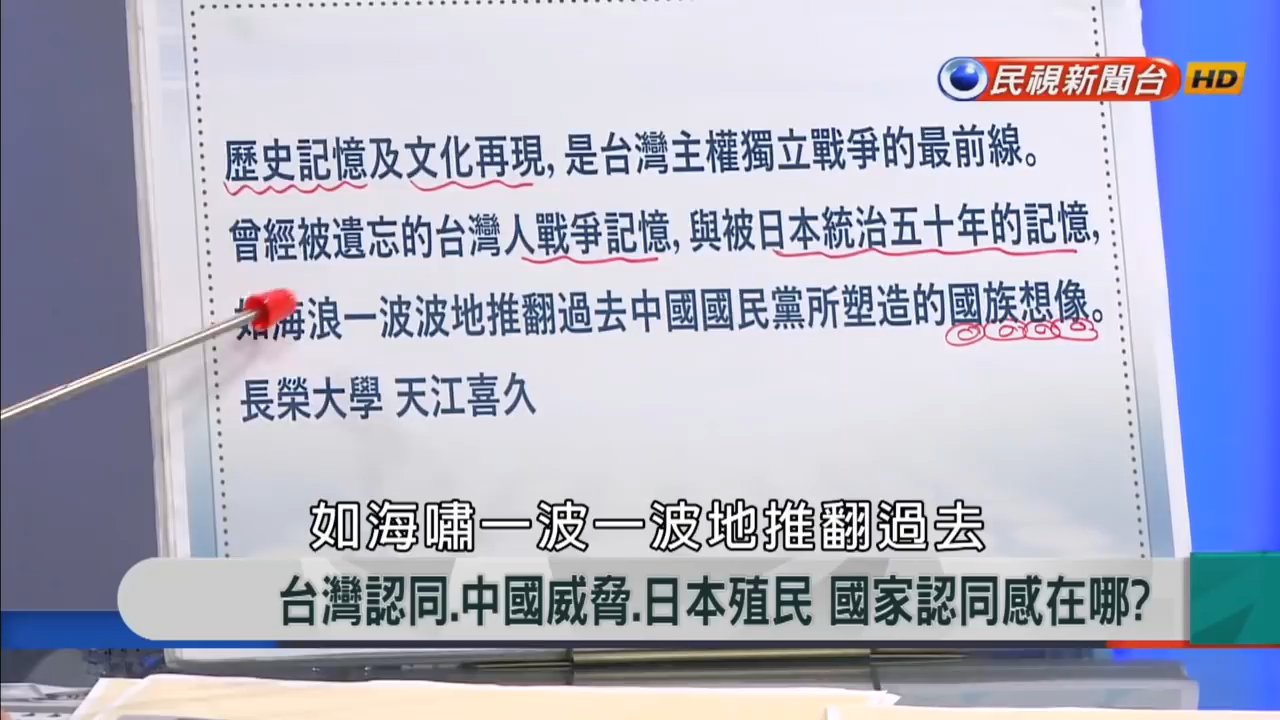 民視新聞台 HD
歷史記憶及文化再現,是台灣主權獨立戰爭的最前線。
曾經被遺忘的台灣人戰爭記憶,與被日本統治五十年的記憶,
如海浪一波波地推翻過去中國國民黨所塑造的國族想像。
長榮大學 天江喜久
如海嘯一波一波地推翻過去
台灣認同.中國威脅.日本殖民 國家認同感在哪?